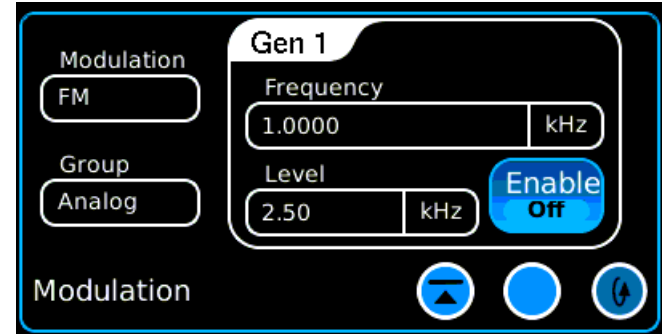 Gen 1
Modulation
FM
Frequency
1.0000 kHz
Group
Analog
Level
2.50 kHz
Enable
Off
Modulation